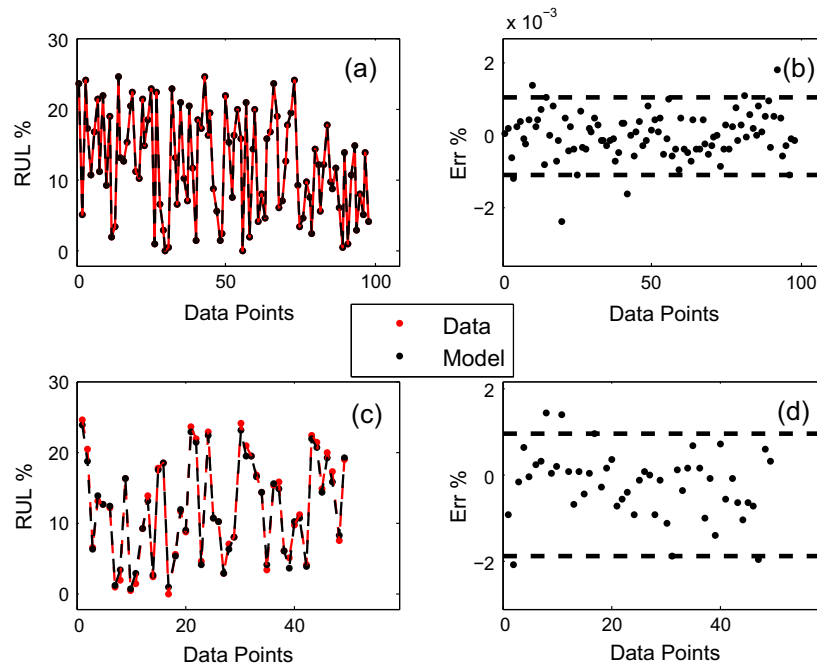 x 10⁻³
30
20
10
0
RUL %
(a)
0
50
100
Data Points
2
0
−2
Err %
(b)
0
50
100
Data Points
Data
Model
30
20
10
0
RUL %
(c)
0
20
40
Data Points
2
0
−2
Err %
(d)
0
20
40
Data Points